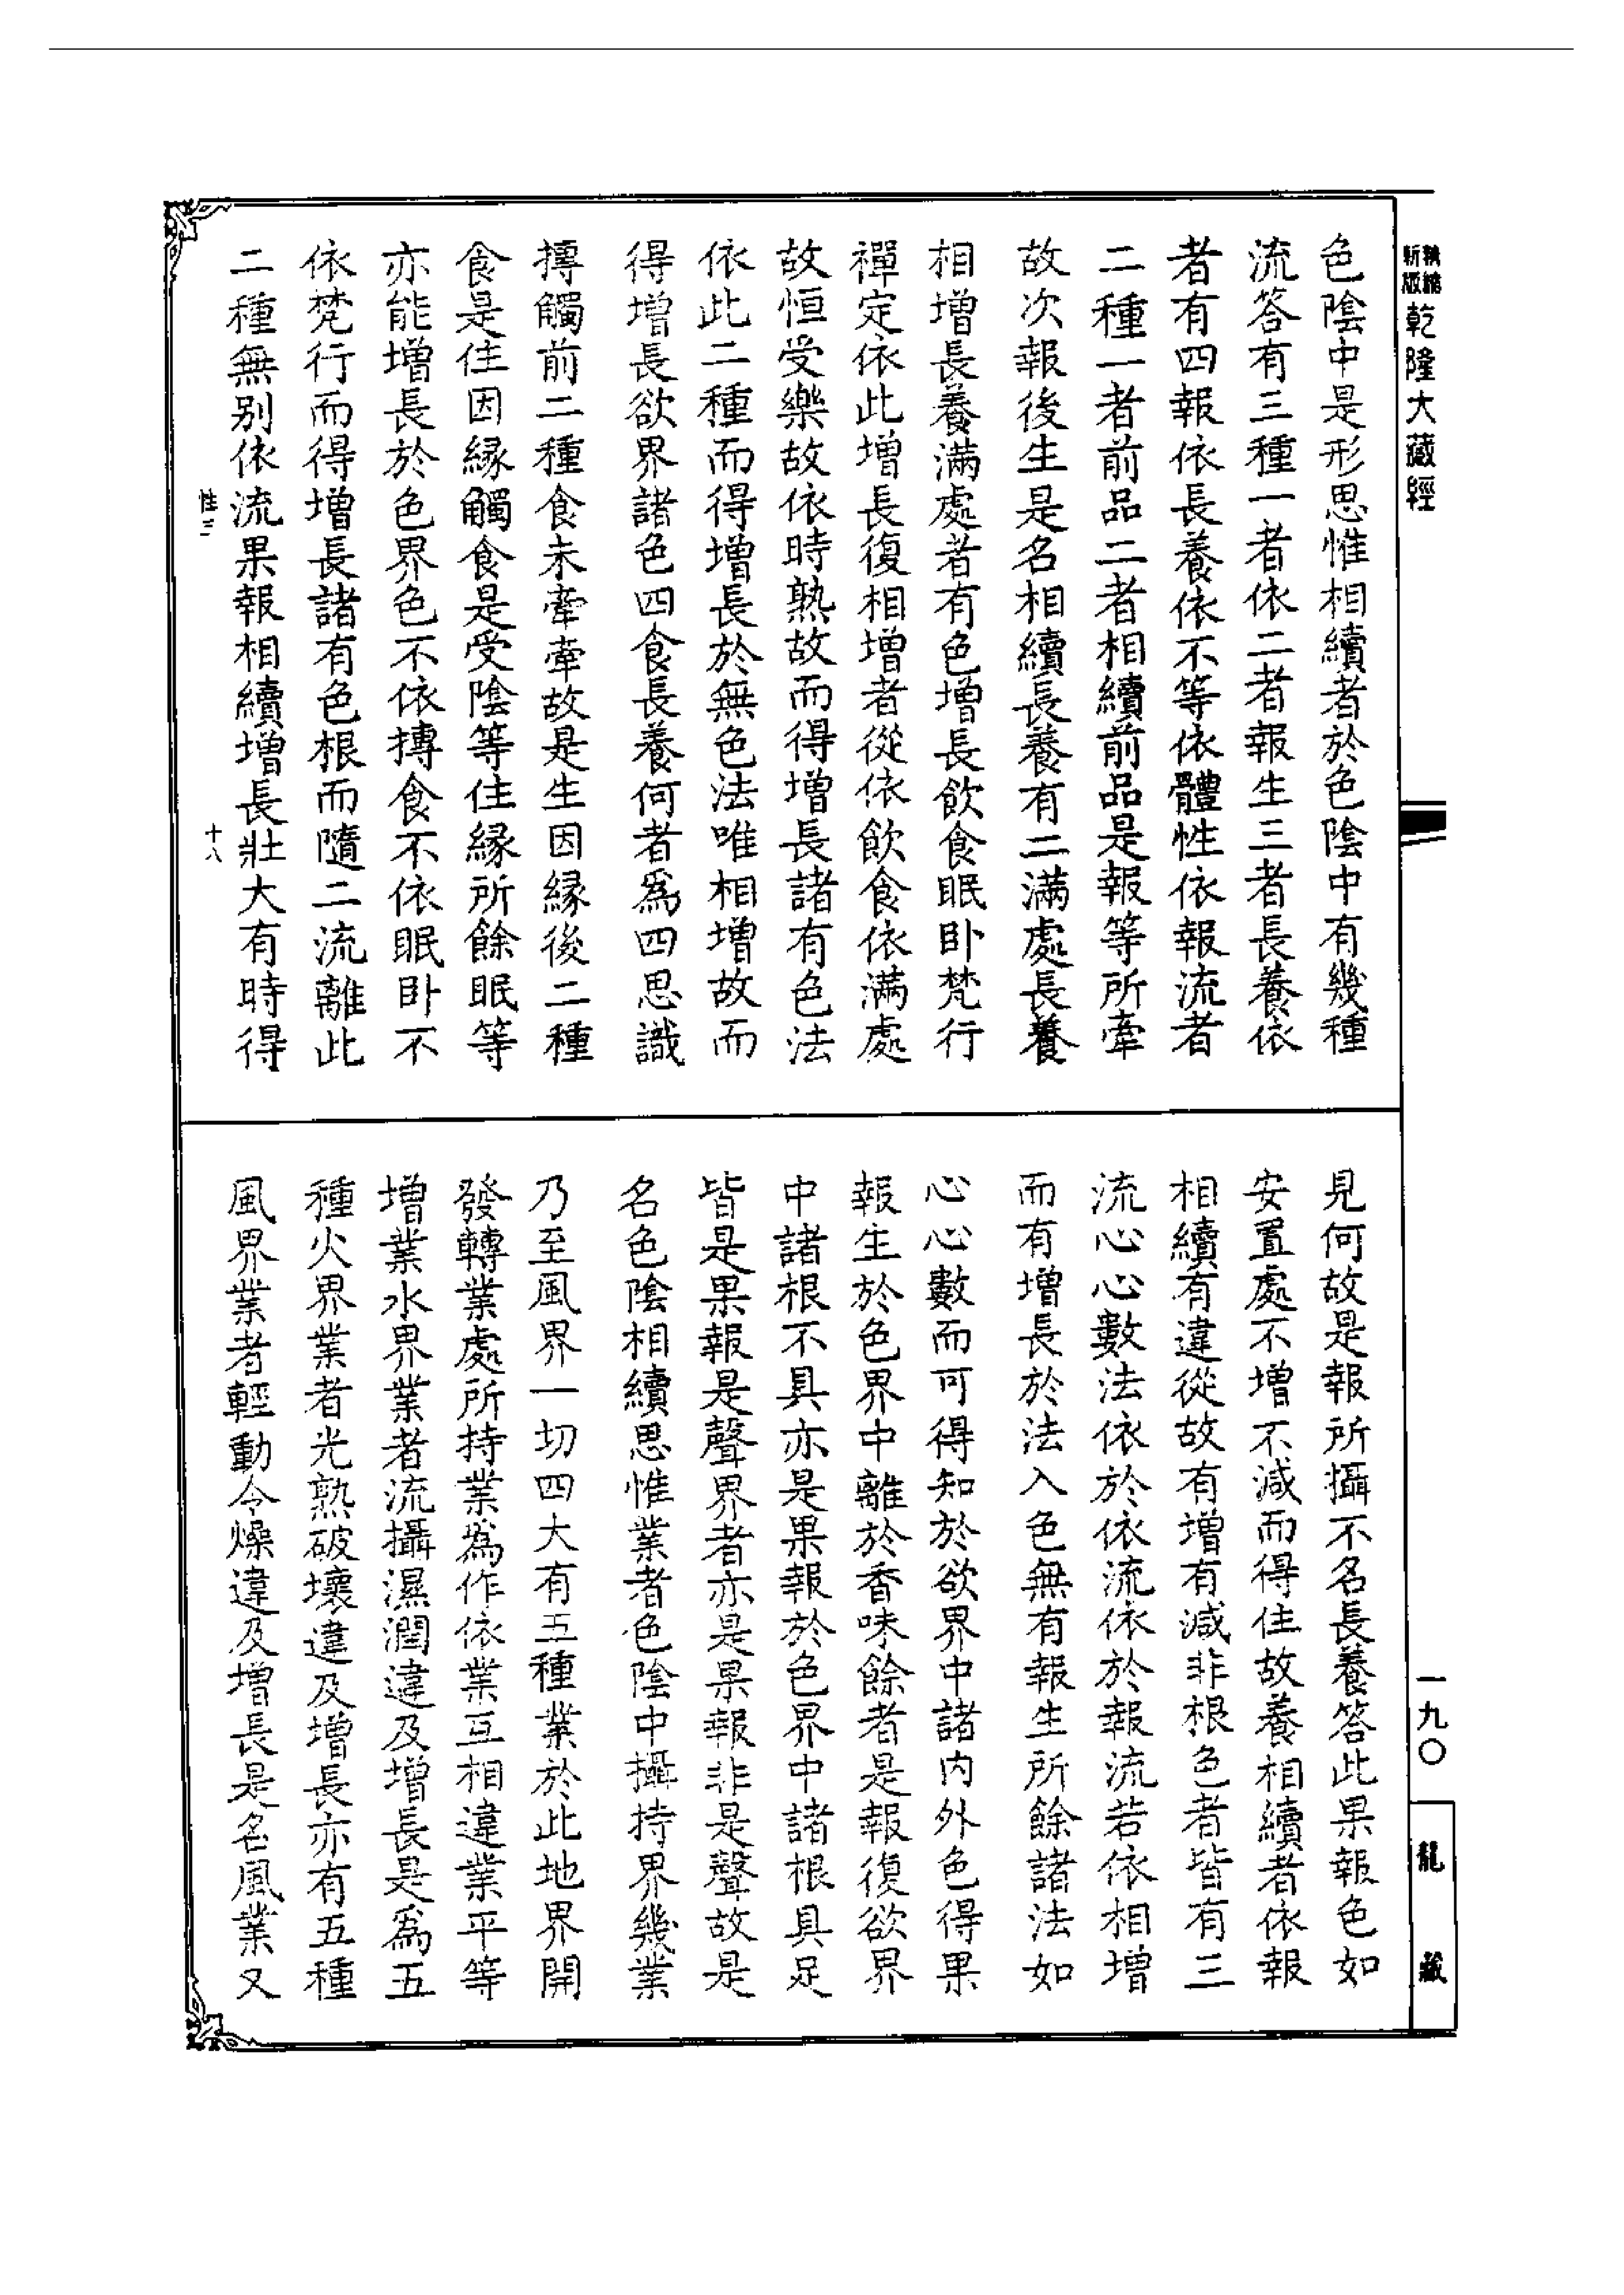 精縮新版乾隆大藏經
色陰中是形思惟相續者於色陰中有幾種
流答有三種一者依二者報生三者長養依
者有四報依長養依不等依體性依報流者
二種一者前品二者相續前品是報等所牽
故次報後生是名相續長養有二滿處長養
相增長養滿處者有色增長飲食眠卧梵行
禪定依此增長復相增者從依飲食依滿處
故恒受樂故依時熟故而得增長諸有色法
依此二種而得增長於無色法唯相增故而
得增長欲界諸色四食長養何者爲四思識
摶觸前二種食未牽牽故是生因緣後二種
食是住因緣觸食是受陰等住緣所餘眠等
亦能增長於色界色不依摶食不依眠卧不
依梵行而得增長諸有色根而隨二流離此
二種無別依流果報相續增長壯大有時得
性三
十八
見何故是報所攝不名長養答此果報色如
安置處不增不減而得住故養相續者依報
相續有違從故有增有減非根色者皆有三
流心心數法依於依流依於報流若依相增
而有增長於法入色無有報生所餘諸法如
心心數而可得知於欲界中諸内外色得果
報生於色界中離於香味餘者是報復欲界
中諸根不具亦是果報於色界中諸根具足
皆是果報是聲界者亦是果報非是聲故是
名色陰相續思惟業者色陰中攝持界幾業
乃至風界一切四大有五種業於此地界開
發轉業處所持業爲作依業互相違業平等
增業水界業者流攝濕潤違及增長是爲五
種火界業者光熟破壞違及增長亦有五種
風界業者輕動令燥違及增長是名風業又
一九〇
龍藏